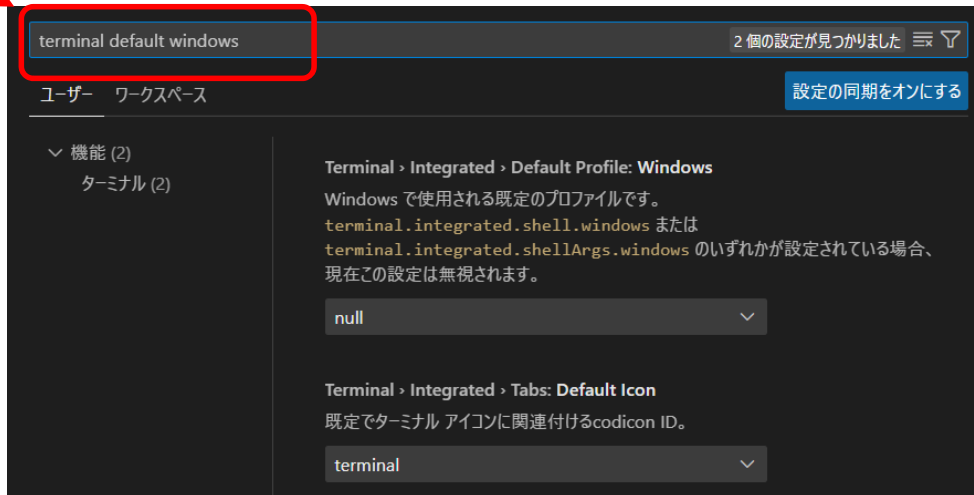 terminal default windows
2 個の設定が見つかりました
ユーザー ワークスペース
設定の同期をオンにする
機能 (2)
ターミナル (2)
Terminal › Integrated › Default Profile: Windows
Windows で使用される既定のプロファイルです。
terminal.integrated.shell.windows または
terminal.integrated.shellArgs.windows のいずれかが設定されている場合、
現在この設定は無視されます。
null
Terminal › Integrated › Tabs: Default Icon
既定でターミナル アイコンに関連付けるcodicon ID。
terminal